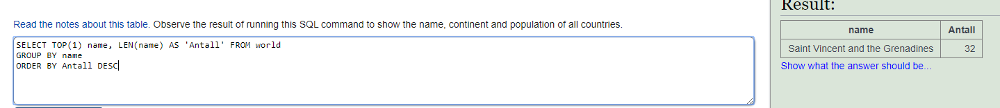 Result:
Read the notes about this table. Observe the result of running this SQL command to show the name, continent and population of all countries.
SELECT TOP(1) name, LEN(name) AS 'Antall' FROM world
GROUP BY name
ORDER BY Antall DESC
name Antall
Saint Vincent and the Grenadines 32
Show what the answer should be...